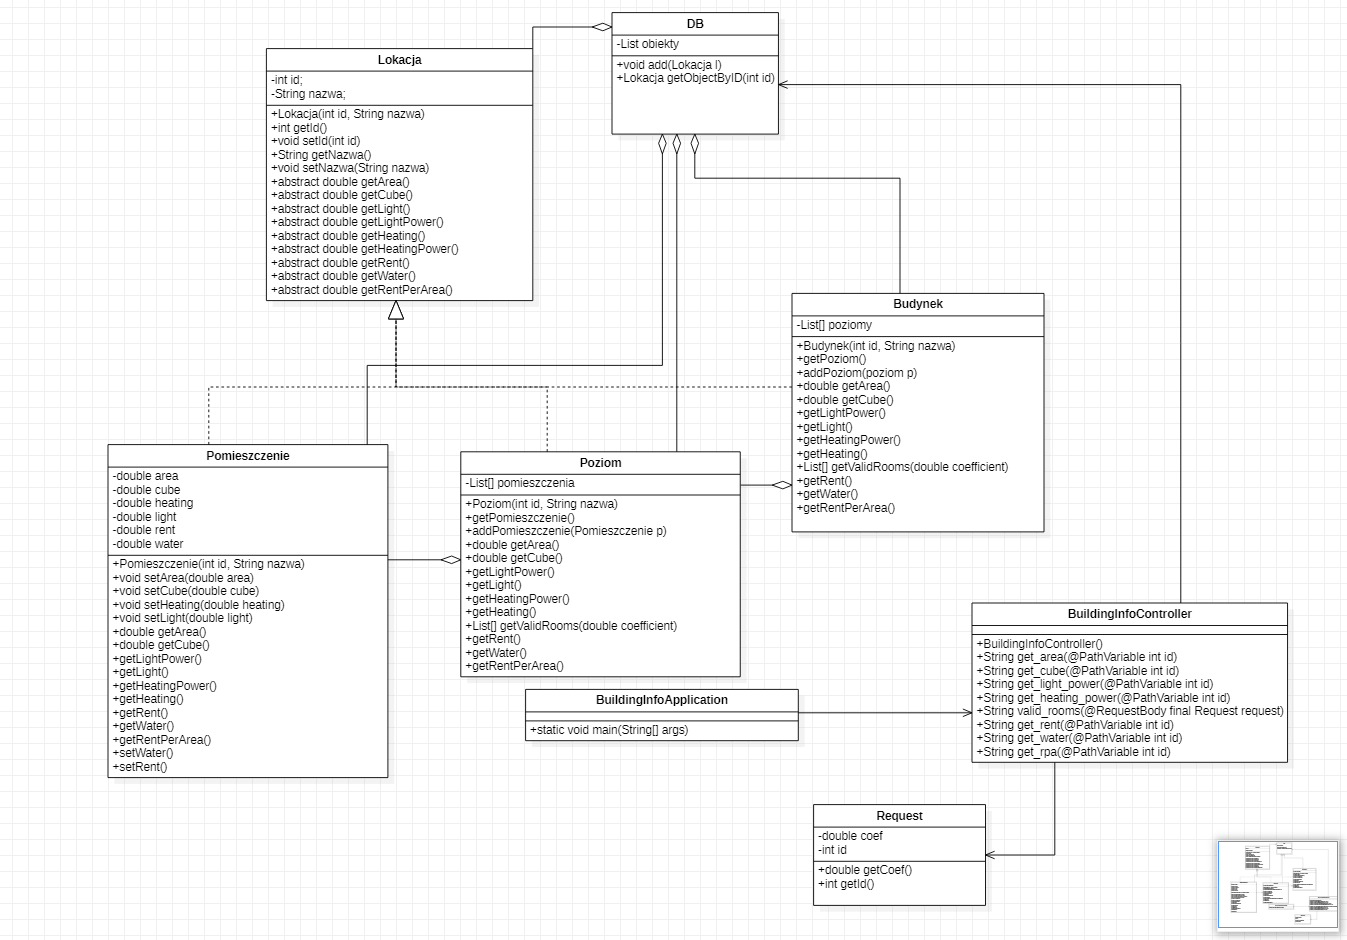 DB
-List obiekty
+void add(Lokacja l)
+Lokacja getObjectByID(int id)
Lokacja
-int id;
-String nazwa;
+Lokacja(int id, String nazwa)
+int getId()
+void setId(int id)
+String getNazwa()
+void setNazwa(String nazwa)
+abstract double getArea()
+abstract double getCube()
+abstract double getLight()
+abstract double getLightPower()
+abstract double getHeating()
+abstract double getHeatingPower()
+abstract double getRent()
+abstract double getWater()
+abstract double getRentPerArea()
Budynek
-List[] poziomy
+Budynek(int id, String nazwa)
+getPoziom()
+addPoziom(poziom p)
+double getArea()
+double getCube()
+getLightPower()
+getLight()
+getHeatingPower()
+getHeating()
+List[] getValidRooms(double coefficient)
+getRent()
+getWater()
+getRentPerArea()
Pomieszczenie
-double area
-double cube
-double heating
-double light
-double rent
-double water
+Pomieszczenie(int id, String nazwa)
+void setArea(double area)
+void setCube(double cube)
+void setHeating(double heating)
+void setLight(double light)
+double getArea()
+double getCube()
+getLightPower()
+getLight()
+getHeatingPower()
+getHeating()
+getRent()
+getWater()
+getRentPerArea()
+setWater()
+setRent()
Poziom
-List[] pomieszczenia
+Poziom(int id, String nazwa)
+getPomieszczenie()
+addPomieszczenie(Pomieszczenie p)
+double getArea()
+double getCube()
+getLightPower()
+getLight()
+getHeatingPower()
+getHeating()
+List[] getValidRooms(double coefficient)
+getRent()
+getWater()
+getRentPerArea()
BuildingInfoController
+BuildingInfoController()
+String get_area(@PathVariable int id)
+String get_cube(@PathVariable int id)
+String get_light_power(@PathVariable int id)
+String get_heating_power(@PathVariable int id)
+String valid_rooms(@RequestBody final Request request)
+String get_rent(@PathVariable int id)
+String get_water(@PathVariable int id)
+String get_rpa(@PathVariable int id)
BuildingInfoApplication
+static void main(String[] args)
Request
-double coef
-int id
+double getCoef()
+int getId()